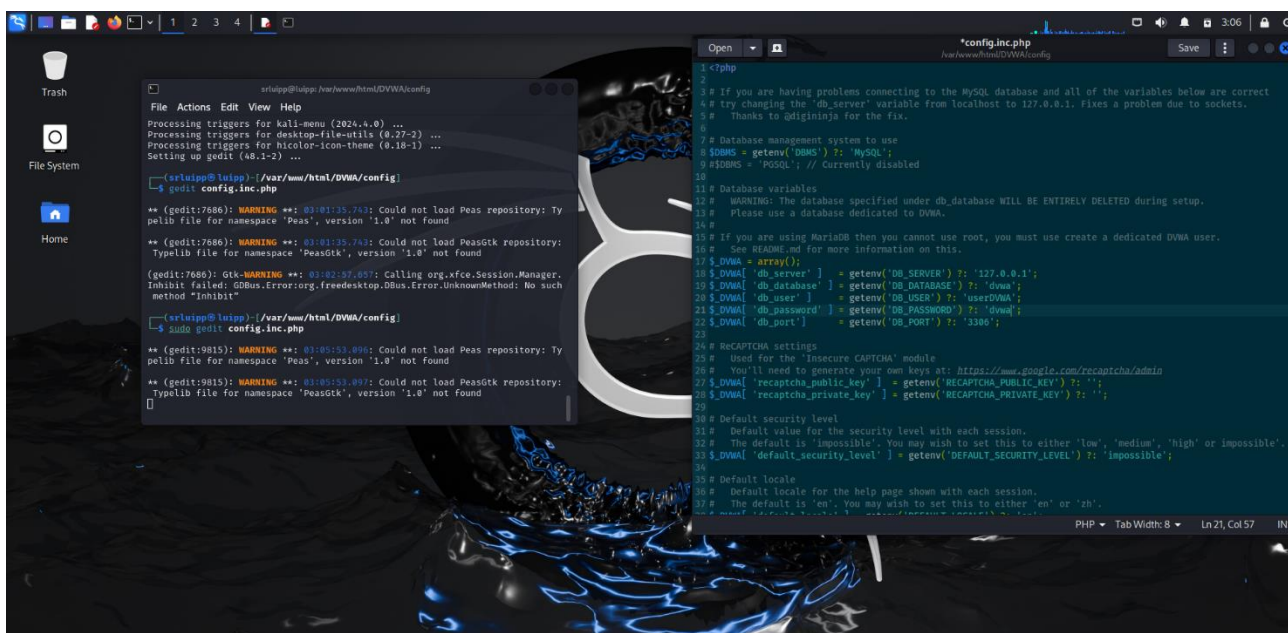 1 2 3 4
3:06
Trash
File System
Home
srluipp@luipp: /var/www/html/DVWA/config
File Actions Edit View Help
Processing triggers for kali-menu (2024.4.0) ...
Processing triggers for desktop-file-utils (0.27-2) ...
Processing triggers for hicolor-icon-theme (0.18-1) ...
Setting up gedit (48.1-2) ...
(srluipp㉿luipp)-[/var/www/html/DVWA/config]
$ gedit config.inc.php
** (gedit:7686): WARNING **: 03:01:35.743: Could not load Peas repository: Ty
pelib file for namespace 'Peas', version '1.0' not found
** (gedit:7686): WARNING **: 03:01:35.743: Could not load PeasGtk repository:
Typelib file for namespace 'PeasGtk', version '1.0' not found
(gedit:7686): Gtk-WARNING **: 03:02:57.657: Calling org.xfce.Session.Manager.
Inhibit failed: GDBus.Error:org.freedesktop.DBus.Error.UnknownMethod: No such
method “Inhibit”
(srluipp㉿luipp)-[/var/www/html/DVWA/config]
$ sudo gedit config.inc.php
** (gedit:9815): WARNING **: 03:05:53.096: Could not load Peas repository: Ty
pelib file for namespace 'Peas', version '1.0' not found
** (gedit:9815): WARNING **: 03:05:53.097: Could not load PeasGtk repository:
Typelib file for namespace 'PeasGtk', version '1.0' not found
Open
*config.inc.php
/var/www/html/DVWA/config
Save
1 <?php
2
3 # If you are having problems connecting to the MySQL database and all of the variables below are correct
4 # try changing the 'db_server' variable from localhost to 127.0.0.1. Fixes a problem due to sockets.
5 #   Thanks to @digininja for the fix.
6
7 # Database management system to use
8 $DBMS = getenv('DBMS') ?: 'MySQL';
9 #$DBMS = 'PGSQL'; // Currently disabled
10
11 # Database variables
12 #   WARNING: The database specified under db_database WILL BE ENTIRELY DELETED during setup.
13 #   Please use a database dedicated to DVWA.
14 #
15 # If you are using MariaDB then you cannot use root, you must use create a dedicated DVWA user.
16 #   See README.md for more information on this.
17 $_DVWA = array();
18 $_DVWA[ 'db_server' ]   = getenv('DB_SERVER') ?: '127.0.0.1';
19 $_DVWA[ 'db_database' ] = getenv('DB_DATABASE') ?: 'dvwa';
20 $_DVWA[ 'db_user' ]     = getenv('DB_USER') ?: 'userDVWA';
21 $_DVWA[ 'db_password' ] = getenv('DB_PASSWORD') ?: 'dvwa';
22 $_DVWA[ 'db_port']      = getenv('DB_PORT') ?: '3306';
23
24 # ReCAPTCHA settings
25 #   Used for the 'Insecure CAPTCHA' module
26 #   You'll need to generate your own keys at: https://www.google.com/recaptcha/admin
27 $_DVWA[ 'recaptcha_public_key' ]  = getenv('RECAPTCHA_PUBLIC_KEY') ?: '';
28 $_DVWA[ 'recaptcha_private_key' ] = getenv('RECAPTCHA_PRIVATE_KEY') ?: '';
29
30 # Default security level
31 #   Default value for the security level with each session.
32 #   The default is 'impossible'. You may wish to set this to either 'low', 'medium', 'high' or impossible'.
33 $_DVWA[ 'default_security_level' ] = getenv('DEFAULT_SECURITY_LEVEL') ?: 'impossible';
34
35 # Default locale
36 #   Default locale for the help page shown with each session.
37 #   The default is 'en'. You may wish to set this to either 'en' or 'zh'.
PHP Tab Width: 8 Ln 21, Col 57 IN